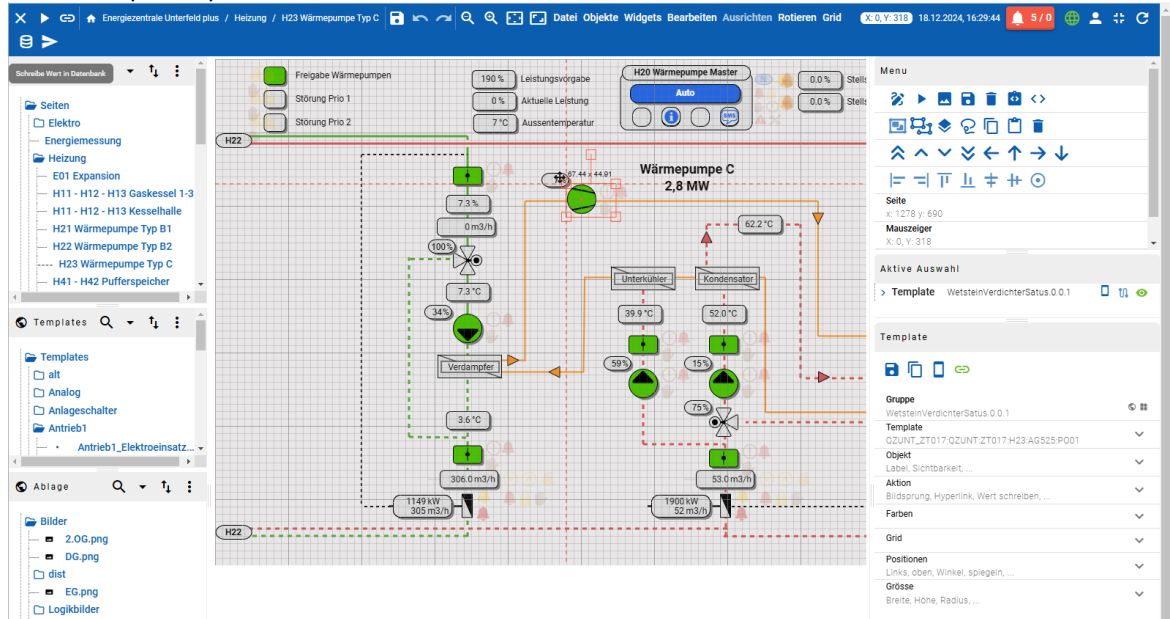 Energiezentrale Unterfeld plus / Heizung / H23 Wärmepumpe Typ C
Datei Objekte Widgets Bearbeiten Ausrichten Rotieren Grid
X: 0, Y: 318
18.12.2024, 16:29:44
5 / 0
Schreibe Wert in Datenbank
Seiten
Elektro
Energiemessung
Heizung
E01 Expansion
H11 - H12 - H13 Gaskessel 1-3
H11 - H12 - H13 Kesselhalle
H21 Wärmepumpe Typ B1
H22 Wärmepumpe Typ B2
H23 Wärmepumpe Typ C
H41 - H42 Pufferspeicher
Templates
Templates
alt
Analog
Anlageschalter
Antrieb1
Antrieb1_Elektroeinsatz...
Ablage
Bilder
2.OG.png
DG.png
dist
EG.png
Logikbilder
Freigabe Wärmepumpen
Störung Prio 1
Störung Prio 2
190 % Leistungsvorgabe
0 % Aktuelle Leistung
7 °C Aussentemperatur
H20 Wärmepumpe Master
Auto
SMS
0.0 % Stells
0.0 % Stells
H22
67.44 x 44.91
Wärmepumpe C
2,8 MW
7.3 %
0 m3/h
100%
7.3 °C
34%
Verdampfer
3.6 °C
306.0 m3/h
1149 kW
305 m3/h
H22
62.2 °C
Unterkühler
Kondensator
39.9 °C
52.0 °C
59%
15%
75%
53.0 m3/h
1900 kW
52 m3/h
Menu
Seite
x: 1278 y: 690
Mauszeiger
X: 0, Y: 318
Aktive Auswahl
Template WetsteinVerdichterSatus.0.0.1
Template
Gruppe
WetsteinVerdichterSatus.0.0.1
Template
QZUNT_ZT017:QZUNT:ZT017:H23:AG525:PO01
Objekt
Label, Sichtbarkeit, ...
Aktion
Bildsprung, Hyperlink, Wert schreiben, ...
Farben
Grid
Positionen
Links, oben, Winkel, spiegeln, ...
Grösse
Breite, Höhe, Radius, ...